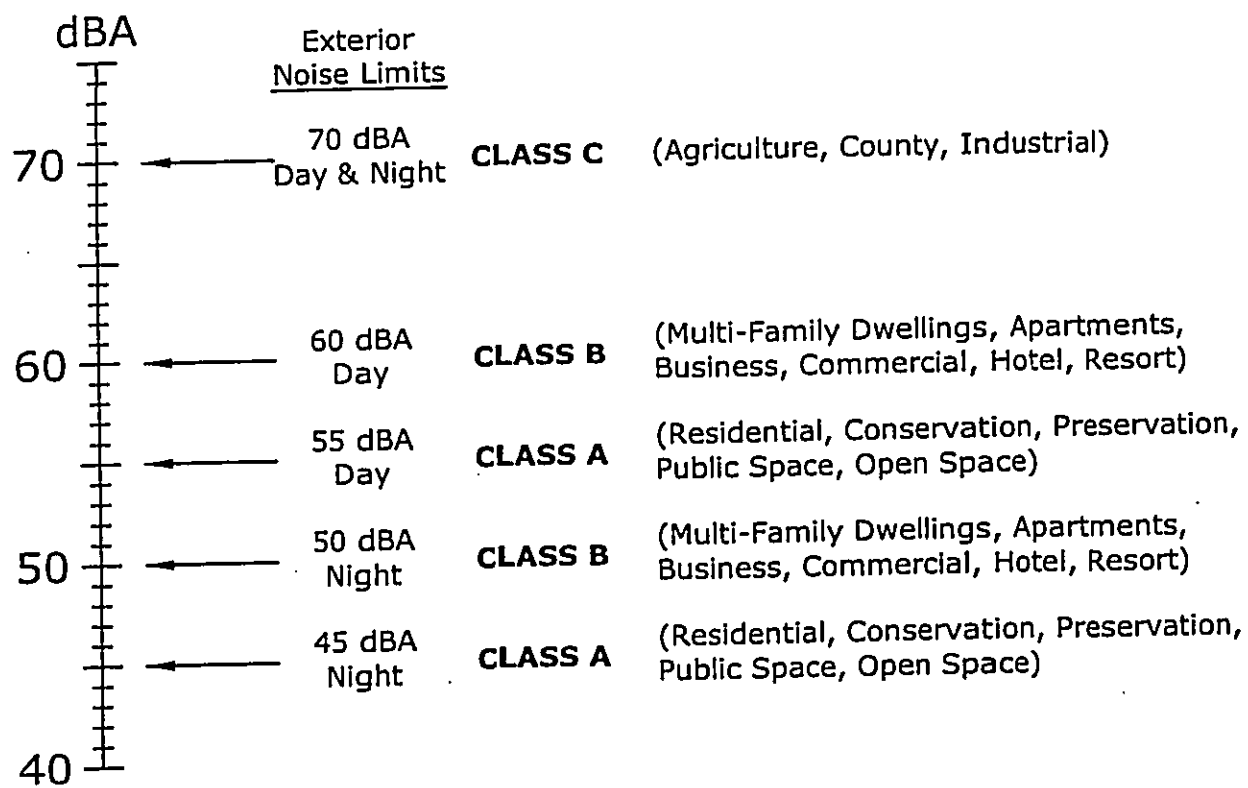 dBA
Exterior
Noise Limits
70
70 dBA
Day & Night
CLASS C
(Agriculture, County, Industrial)
60
60 dBA
Day
CLASS B
(Multi-Family Dwellings, Apartments,
Business, Commercial, Hotel, Resort)
55 dBA
Day
CLASS A
(Residential, Conservation, Preservation,
Public Space, Open Space)
50
50 dBA
Night
CLASS B
(Multi-Family Dwellings, Apartments,
Business, Commercial, Hotel, Resort)
45 dBA
Night
CLASS A
(Residential, Conservation, Preservation,
Public Space, Open Space)
40